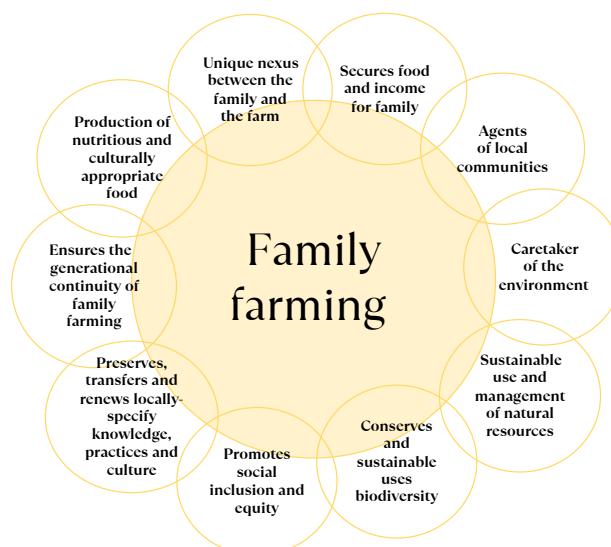 Unique nexus
between the
family and
the farm
Secures food
and income
for family
Agents
of local
communities
Caretaker
of the
environment
Sustainable
use and
management
of natural
resources
Conserves
and
sustainable
uses
biodiversity
Promotes
social
inclusion and
equity
Preserves,
transfers and
renews locally-
specify
knowledge,
practices and
culture
Ensures the
generational
continuity of
family
farming
Production of
nutritious and
culturally
appropriate
food
Family
farming